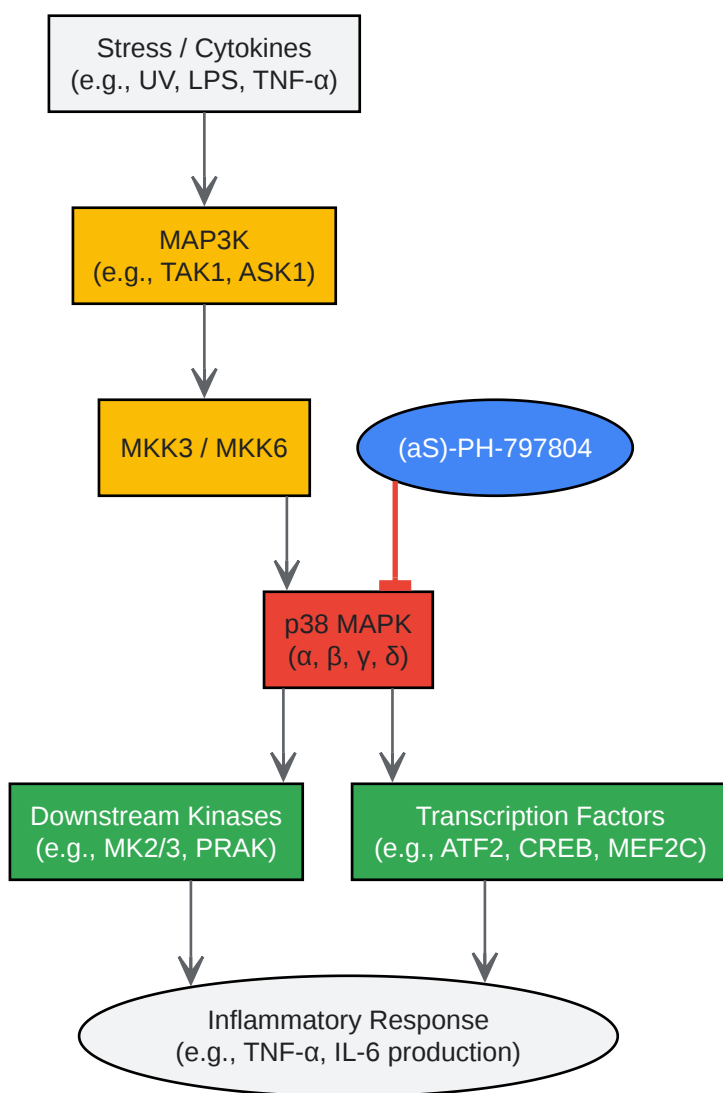 Stress / Cytokines
(e.g., UV, LPS, TNF-α)
MAP3K
(e.g., TAK1, ASK1)
MKK3 / MKK6
(aS)-PH-797804
p38 MAPK
(α, β, γ, δ)
Downstream Kinases
(e.g., MK2/3, PRAK)
Transcription Factors
(e.g., ATF2, CREB, MEF2C)
Inflammatory Response
(e.g., TNF-α, IL-6 production)